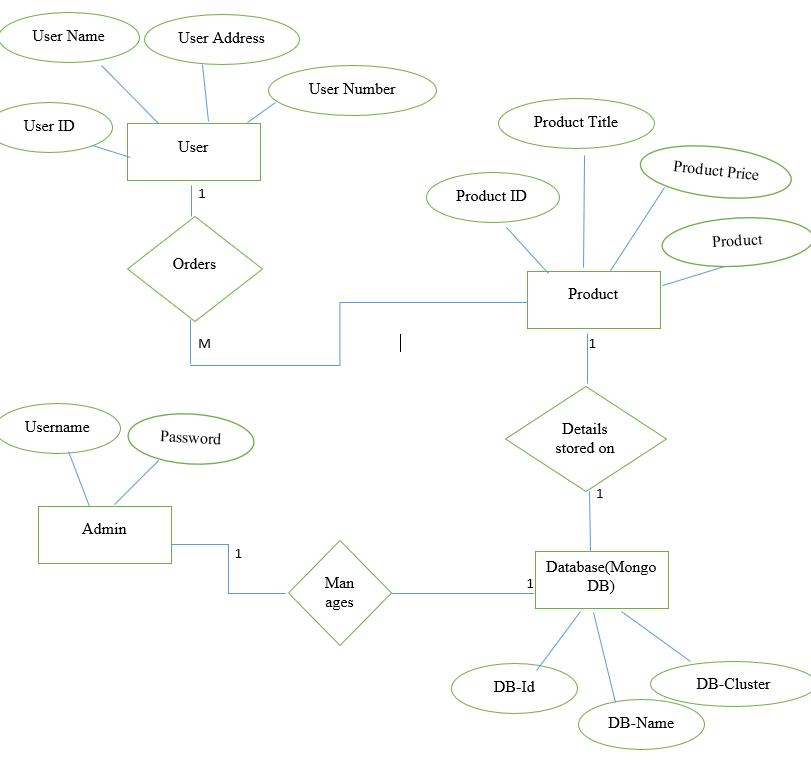 User Name
User Address
User Number
User ID
User
1
Orders
M
Product Title
Product Price
Product ID
Product
Product
1
Details
stored on
1
Username
Password
Admin
1
Man
ages
1
Database(Mongo
DB)
DB-Id
DB-Cluster
DB-Name